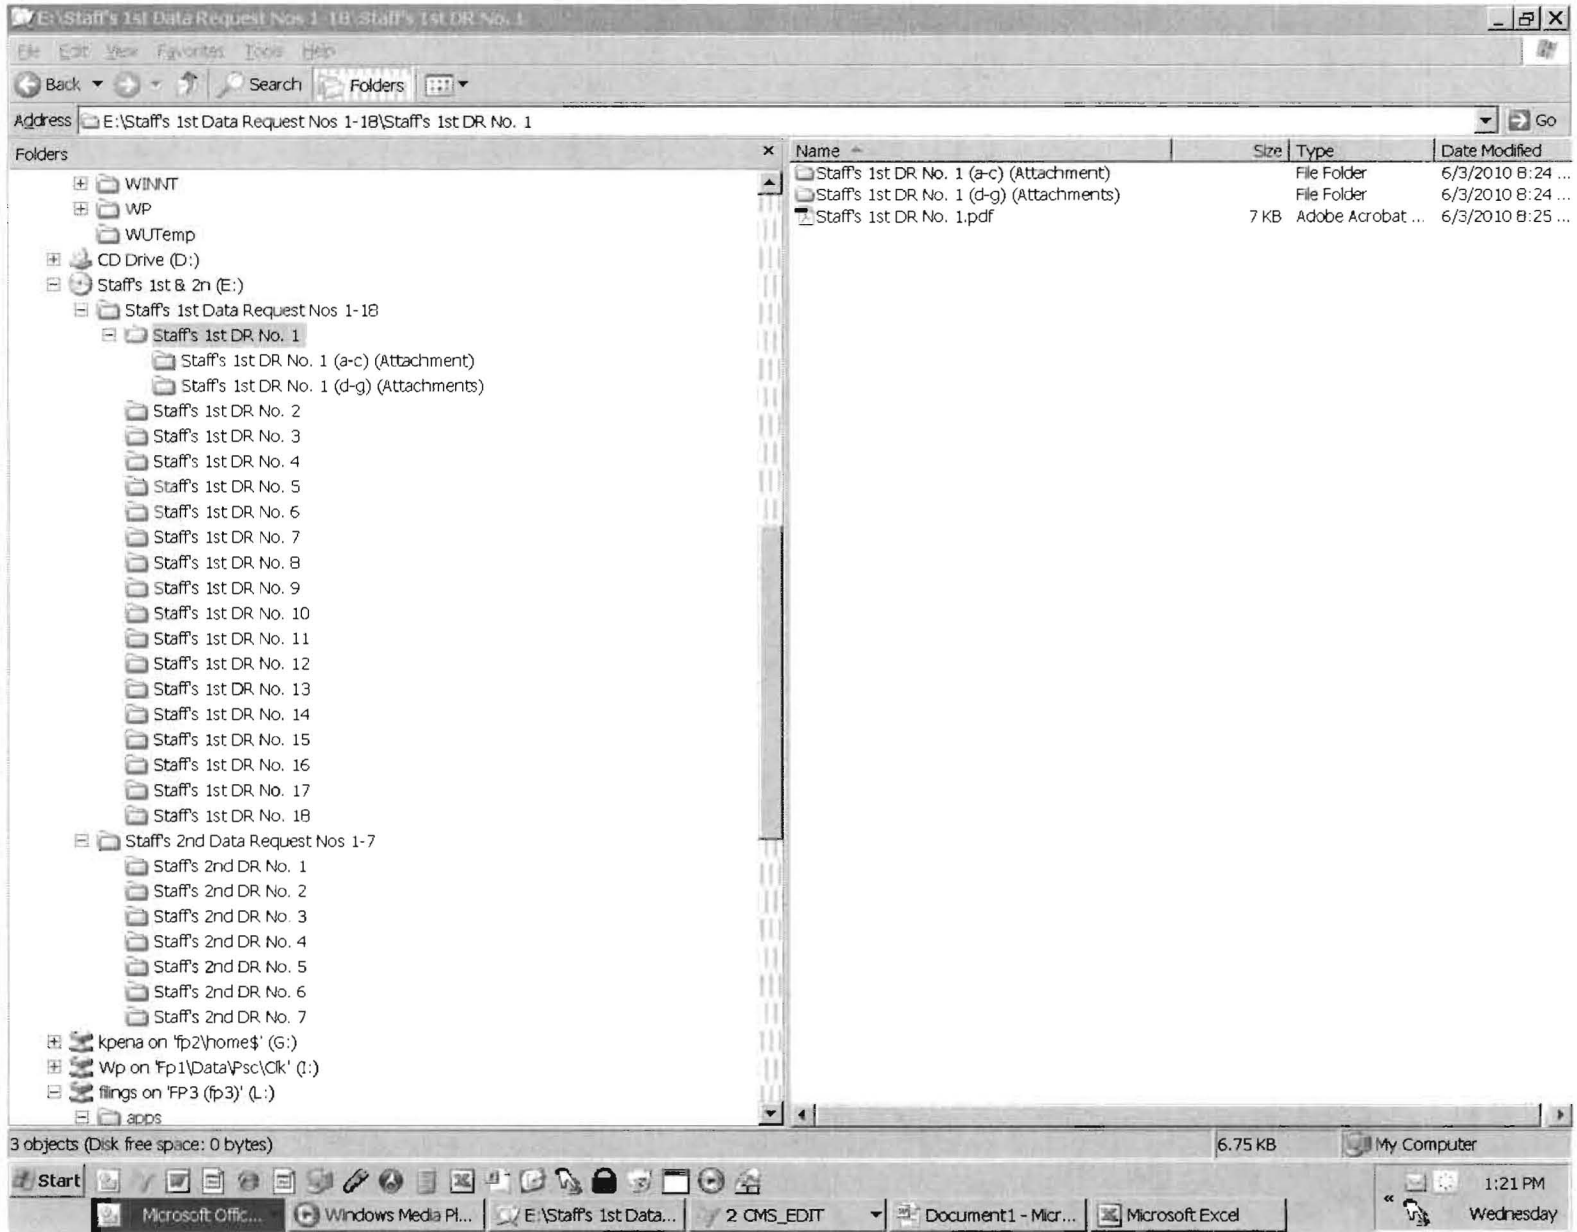 E:\Staff's 1st Data Request Nos 1-18\Staff's 1st DR No. 1
File Edit View Favorites Tools Help
Back Search Folders
Address E:\Staff's 1st Data Request Nos 1-18\Staff's 1st DR No. 1 Go
Folders x
WINNT
WP
WUTemp
CD Drive (D:)
Staff's 1st & 2n (E:)
Staff's 1st Data Request Nos 1-18
Staff's 1st DR No. 1
Staff's 1st DR No. 1 (a-c) (Attachment)
Staff's 1st DR No. 1 (d-g) (Attachments)
Staff's 1st DR No. 2
Staff's 1st DR No. 3
Staff's 1st DR No. 4
Staff's 1st DR No. 5
Staff's 1st DR No. 6
Staff's 1st DR No. 7
Staff's 1st DR No. 8
Staff's 1st DR No. 9
Staff's 1st DR No. 10
Staff's 1st DR No. 11
Staff's 1st DR No. 12
Staff's 1st DR No. 13
Staff's 1st DR No. 14
Staff's 1st DR No. 15
Staff's 1st DR No. 16
Staff's 1st DR No. 17
Staff's 1st DR No. 18
Staff's 2nd Data Request Nos 1-7
Staff's 2nd DR No. 1
Staff's 2nd DR No. 2
Staff's 2nd DR No. 3
Staff's 2nd DR No. 4
Staff's 2nd DR No. 5
Staff's 2nd DR No. 6
Staff's 2nd DR No. 7
kpena on 'fp2\home$' (G:)
Wp on 'Fp1\Data\Psc\Clk' (I:)
filings on 'FP3 (fp3)' (L:)
apps
Name Size Type Date Modified
Staff's 1st DR No. 1 (a-c) (Attachment) File Folder 6/3/2010 8:24 ...
Staff's 1st DR No. 1 (d-g) (Attachments) File Folder 6/3/2010 8:24 ...
Staff's 1st DR No. 1.pdf 7 KB Adobe Acrobat ... 6/3/2010 8:25 ...
3 objects (Disk free space: 0 bytes) 6.75 KB My Computer
Start 1:21 PM
Microsoft Offic... Windows Media Pl... E:\Staff's 1st Data... 2 CMS_EDIT Document1 - Micr... Microsoft Excel « Wednesday